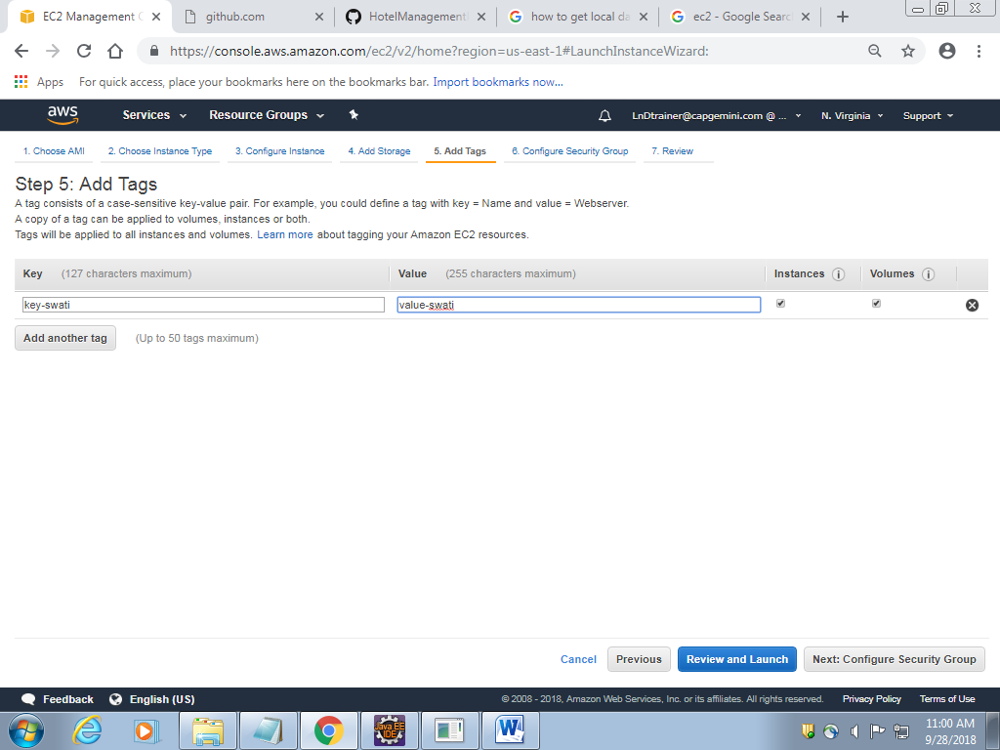 EC2 Management C
github.com
HotelManagement
how to get local da
ec2 - Google Searc
https://console.aws.amazon.com/ec2/v2/home?region=us-east-1#LaunchInstanceWizard:
Apps For quick access, place your bookmarks here on the bookmarks bar. Import bookmarks now...
aws Services Resource Groups LnDtrainer@capgemini.com @ ... N. Virginia Support
1. Choose AMI 2. Choose Instance Type 3. Configure Instance 4. Add Storage 5. Add Tags 6. Configure Security Group 7. Review
Step 5: Add Tags
A tag consists of a case-sensitive key-value pair. For example, you could define a tag with key = Name and value = Webserver.
A copy of a tag can be applied to volumes, instances or both.
Tags will be applied to all instances and volumes. Learn more about tagging your Amazon EC2 resources.
Key (127 characters maximum) Value (255 characters maximum) Instances i Volumes i
key-swati value-swati
Add another tag (Up to 50 tags maximum)
Cancel Previous Review and Launch Next: Configure Security Group
Feedback English (US) © 2008 - 2018, Amazon Web Services, Inc. or its affiliates. All rights reserved. Privacy Policy Terms of Use
Java EE
IDE
W
11:00 AM
9/28/2018